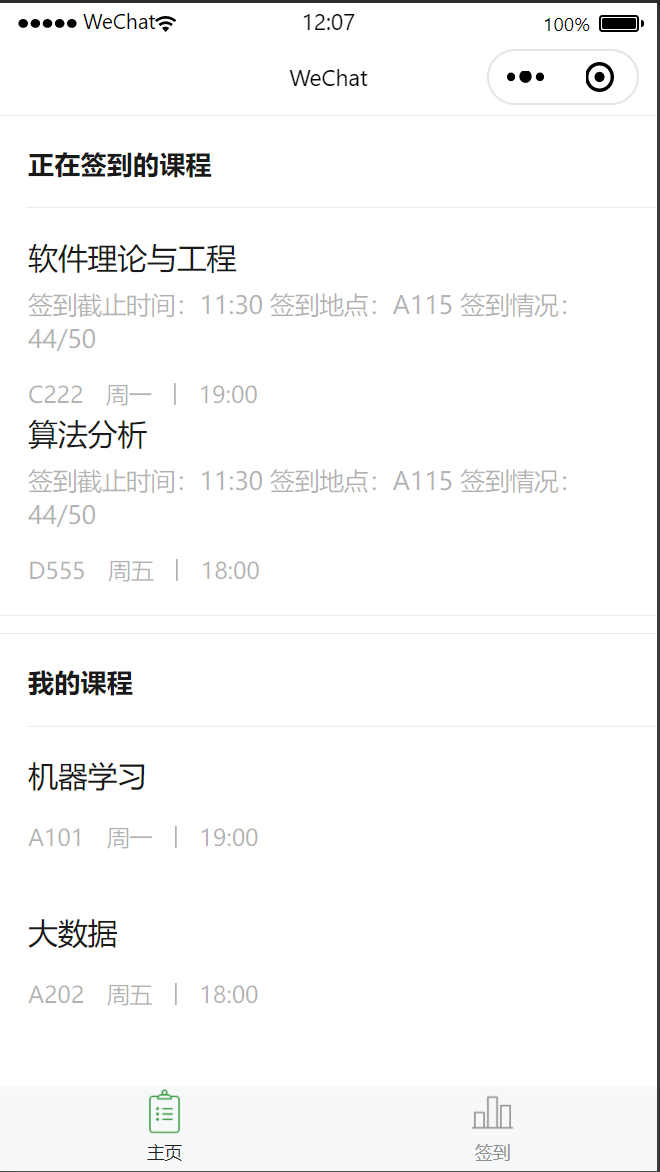 WeChat 12:07 100%
WeChat
正在签到的课程
软件理论与工程
签到截止时间：11:30 签到地点：A115 签到情况：
44/50
C222 周一 | 19:00
算法分析
签到截止时间：11:30 签到地点：A115 签到情况：
44/50
D555 周五 | 18:00
我的课程
机器学习
A101 周一 | 19:00
大数据
A202 周五 | 18:00
主页 签到